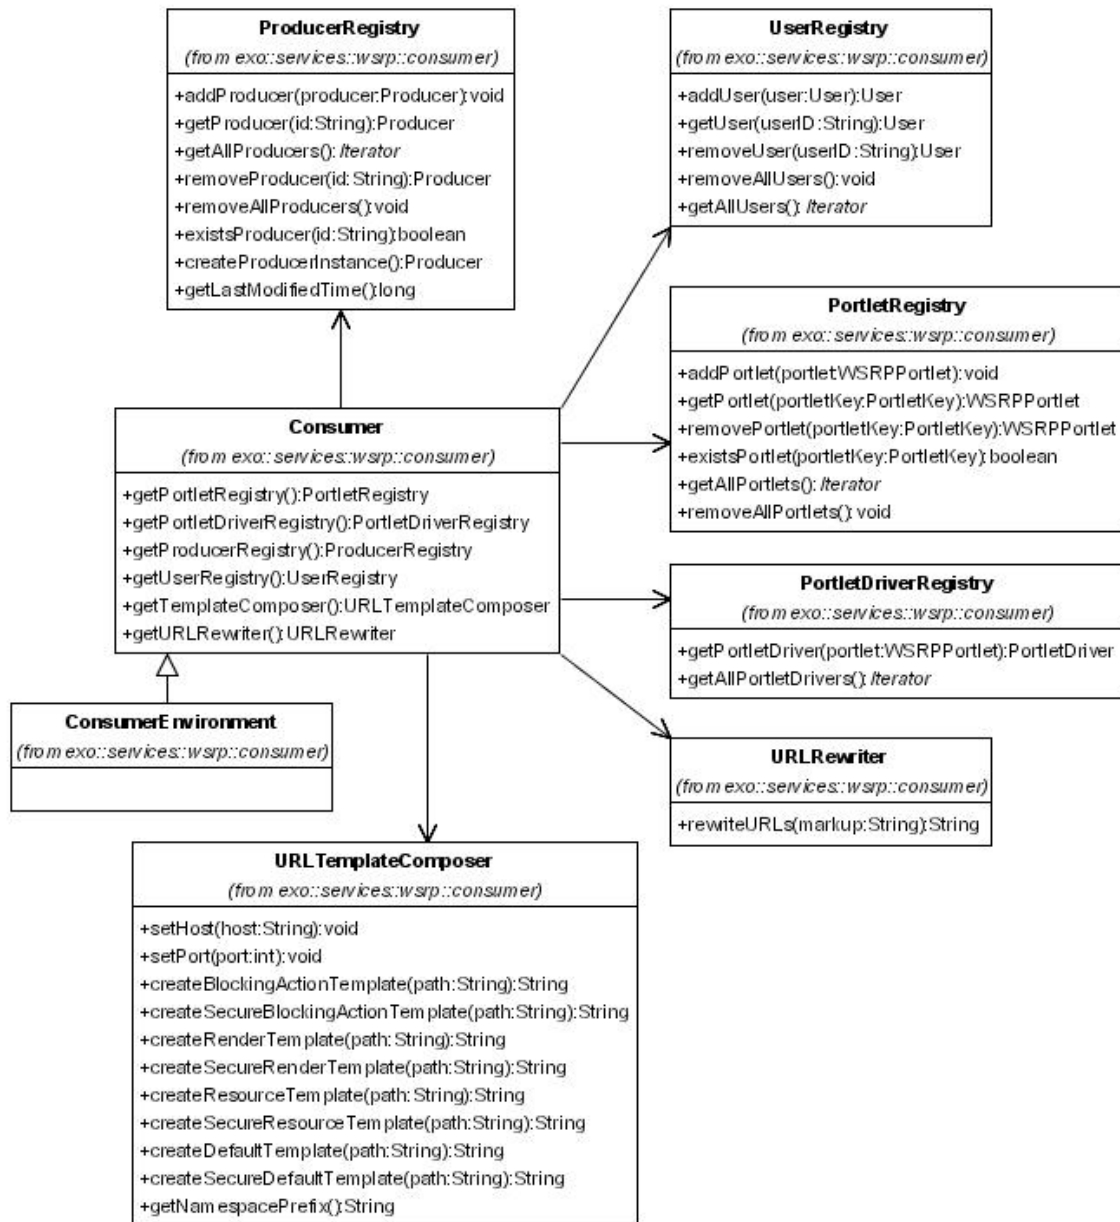 ProducerRegistry
(from exo::services::wsrp::consumer)
+addProducer(producer:Producer):void
+getProducer(id:String):Producer
+getAllProducers():Iterator
+removeProducer(id:String):Producer
+removeAllProducers():void
+existsProducer(id:String):boolean
+createProducerInstance():Producer
+getLastModifiedTime():long
UserRegistry
(from exo::services::wsrp::consumer)
+addUser(user:User):User
+getUser(userID:String):User
+removeUser(userID:String):User
+removeAllUsers():void
+getAllUsers():Iterator
PortletRegistry
(from exo::services::wsrp::consumer)
+addPortlet(portlet:WSRPPortlet):void
+getPortlet(portletKey:PortletKey):WSRPPortlet
+removePortlet(portletKey:PortletKey):WSRPPortlet
+existsPortlet(portletKey:PortletKey):boolean
+getAllPortlets():Iterator
+removeAllPortlets():void
Consumer
(from exo::services::wsrp::consumer)
+getPortletRegistry():PortletRegistry
+getPortletDriverRegistry():PortletDriverRegistry
+getProducerRegistry():ProducerRegistry
+getUserRegistry():UserRegistry
+getTemplateComposer():URLTemplateComposer
+getURLRewriter():URLRewriter
PortletDriverRegistry
(from exo::services::wsrp::consumer)
+getPortletDriver(portlet:WSRPPortlet):PortletDriver
+getAllPortletDrivers():Iterator
ConsumerEnvironment
(from exo::services::wsrp::consumer)
URLRewriter
(from exo::services::wsrp::consumer)
+rewriteURLs(markup:String):String
URLTemplateComposer
(from exo::services::wsrp::consumer)
+setHost(host:String):void
+setPort(port:int):void
+createBlockingActionTemplate(path:String):String
+createSecureBlockingActionTemplate(path:String):String
+createRenderTemplate(path:String):String
+createSecureRenderTemplate(path:String):String
+createResourceTemplate(path:String):String
+createSecureResourceTemplate(path:String):String
+createDefaultTemplate(path:String):String
+createSecureDefaultTemplate(path:String):String
+getNamespacePrefix():String